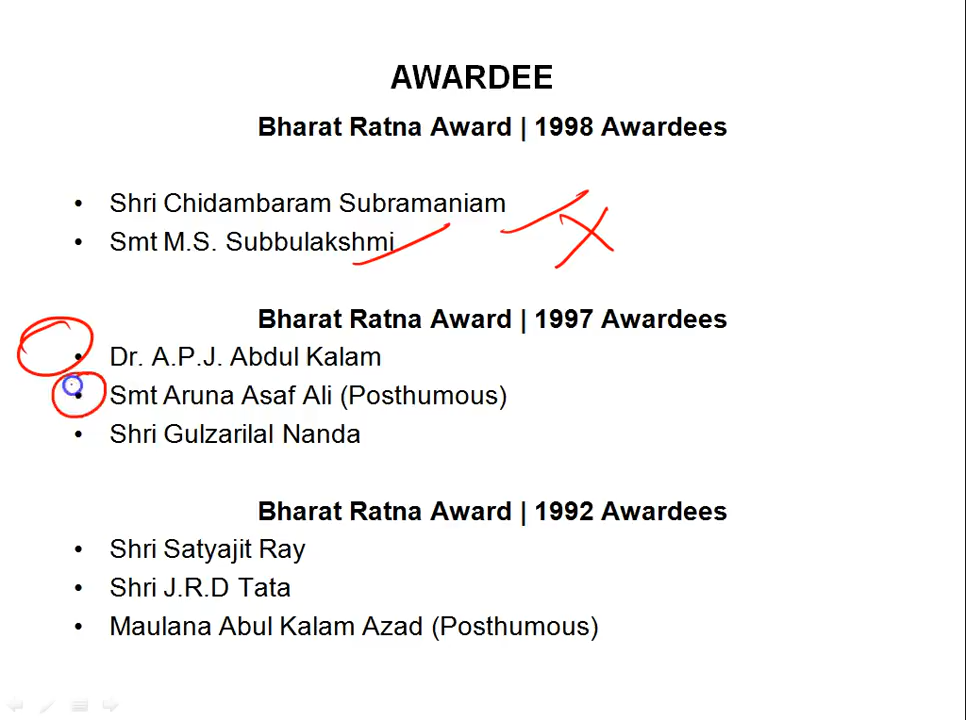 AWARDEE
Bharat Ratna Award | 1998 Awardees
• Shri Chidambaram Subramaniam
• Smt M.S. Subbulakshmi
Bharat Ratna Award | 1997 Awardees
• Dr. A.P.J. Abdul Kalam
• Smt Aruna Asaf Ali (Posthumous)
• Shri Gulzarilal Nanda
Bharat Ratna Award | 1992 Awardees
• Shri Satyajit Ray
• Shri J.R.D Tata
• Maulana Abul Kalam Azad (Posthumous)